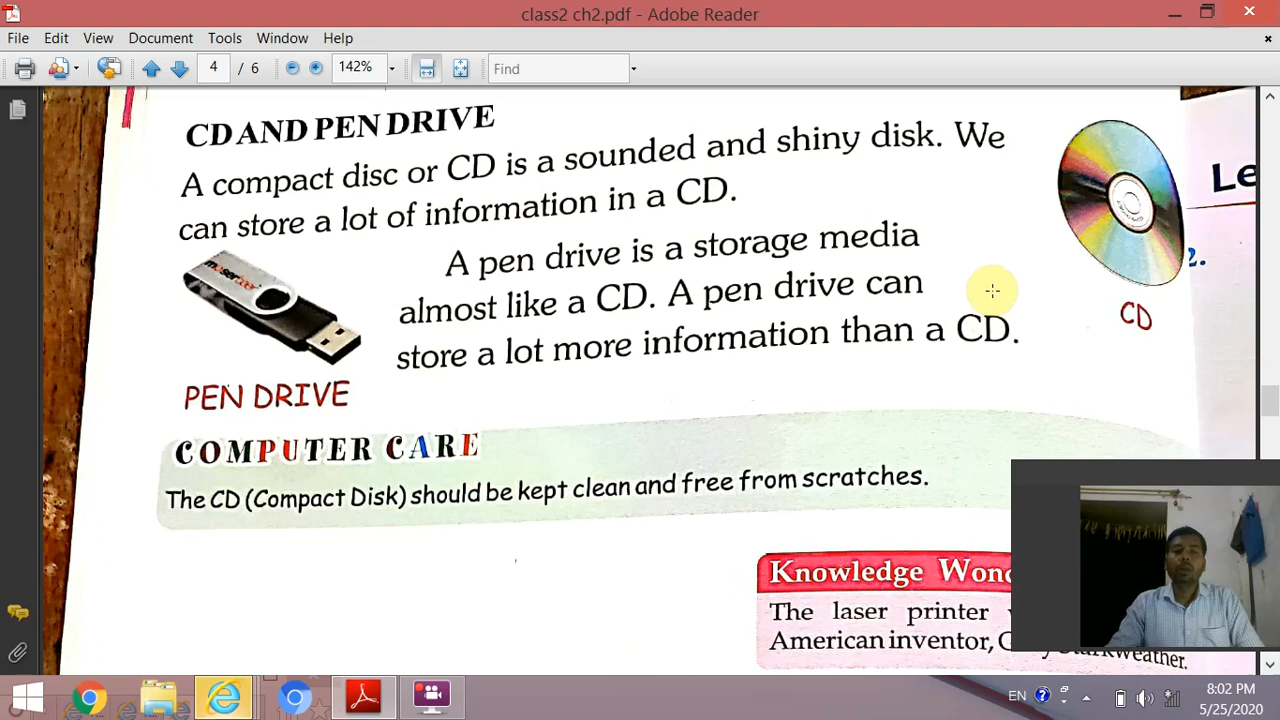 class2 ch2.pdf - Adobe Reader
File Edit View Document Tools Window Help
4 / 6 142% Find
CD AND PEN DRIVE
A compact disc or CD is a sounded and shiny disk. We
can store a lot of information in a CD.
A pen drive is a storage media
almost like a CD. A pen drive can
store a lot more information than a CD.
moserbaer
PEN DRIVE
CD
Le
2.
COMPUTER CARE
The CD (Compact Disk) should be kept clean and free from scratches.
Knowledge
The laser printer
American inventor,
Starkweather.
EN
8:02 PM
5/25/2020